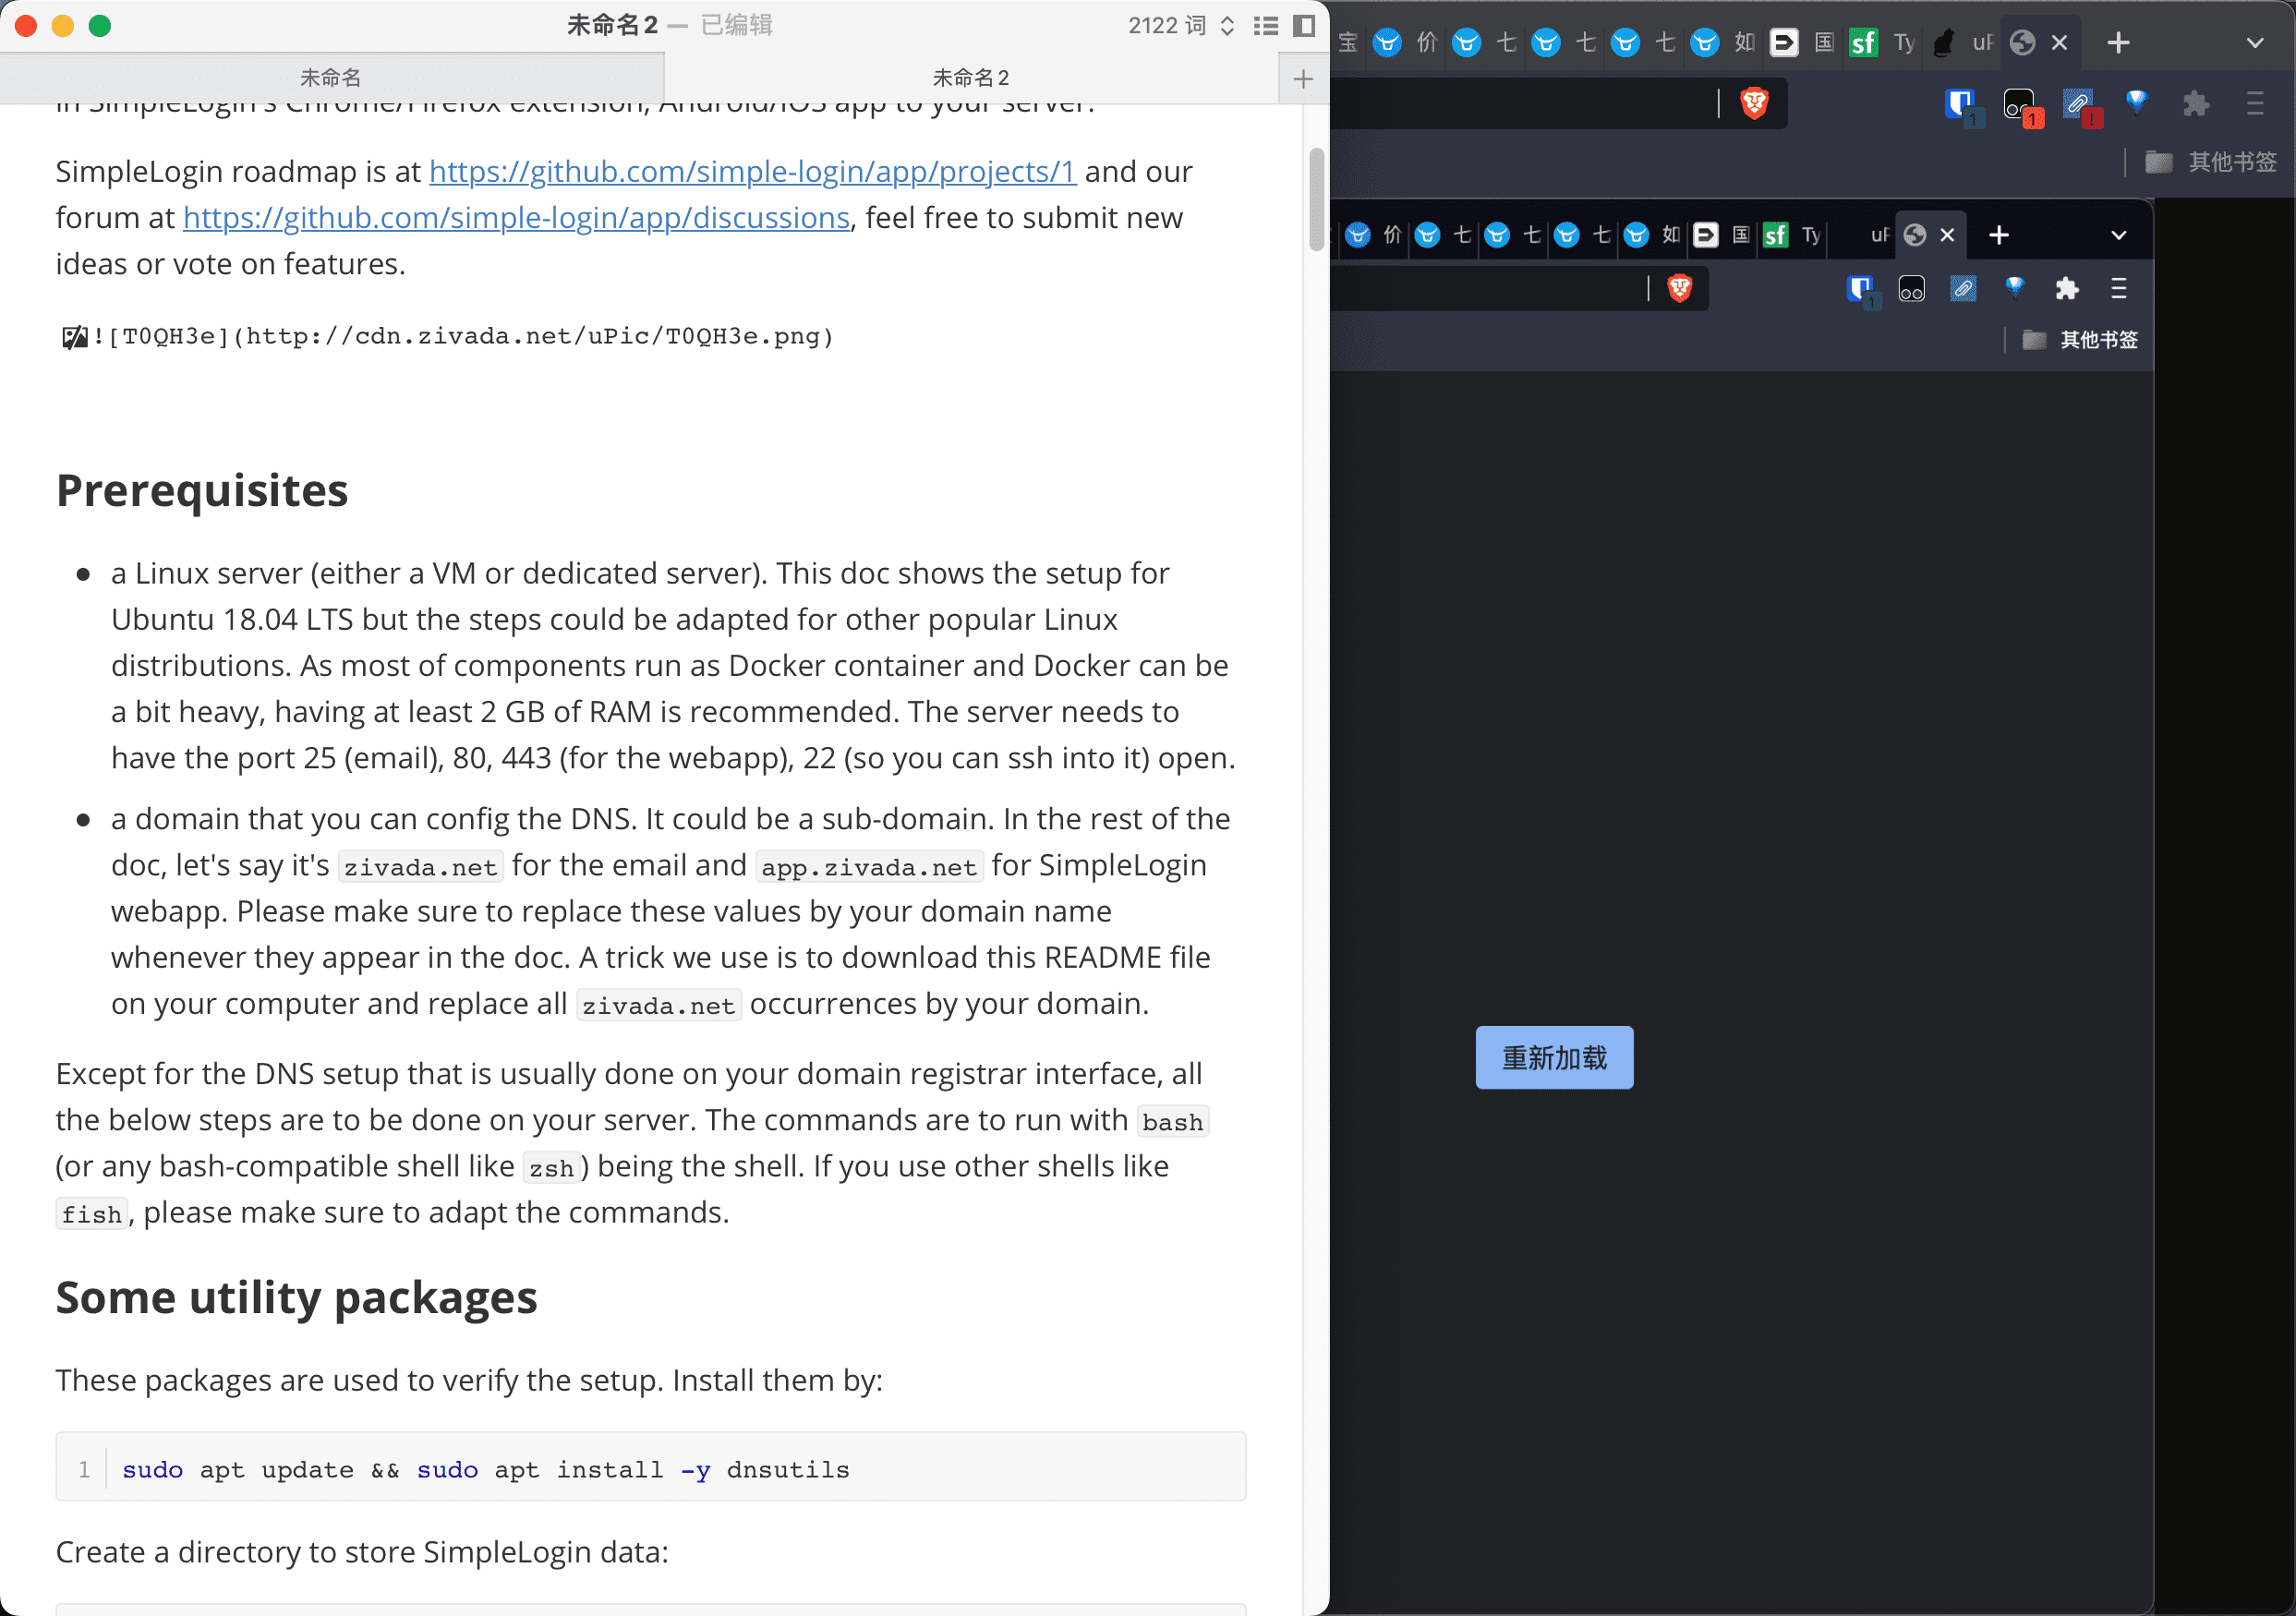 未命名 2 — 已编辑
2122 词
未命名
未命名 2
in SimpleLogin's Chrome/Firefox extension, Android/iOS app to your server.
SimpleLogin roadmap is at https://github.com/simple-login/app/projects/1 and our
forum at https://github.com/simple-login/app/discussions, feel free to submit new
ideas or vote on features.
![T0QH3e](http://cdn.zivada.net/uPic/T0QH3e.png)
Prerequisites
a Linux server (either a VM or dedicated server). This doc shows the setup for
Ubuntu 18.04 LTS but the steps could be adapted for other popular Linux
distributions. As most of components run as Docker container and Docker can be
a bit heavy, having at least 2 GB of RAM is recommended. The server needs to
have the port 25 (email), 80, 443 (for the webapp), 22 (so you can ssh into it) open.
a domain that you can config the DNS. It could be a sub-domain. In the rest of the
doc, let's say it's zivada.net for the email and app.zivada.net for SimpleLogin
webapp. Please make sure to replace these values by your domain name
whenever they appear in the doc. A trick we use is to download this README file
on your computer and replace all zivada.net occurrences by your domain.
Except for the DNS setup that is usually done on your domain registrar interface, all
the below steps are to be done on your server. The commands are to run with bash
(or any bash-compatible shell like zsh) being the shell. If you use other shells like
fish, please make sure to adapt the commands.
Some utility packages
These packages are used to verify the setup. Install them by:
1 sudo apt update && sudo apt install -y dnsutils
Create a directory to store SimpleLogin data:
宝 价 七 七 七 如 国 sf Ty uP
1 1 !
其他书签
价 七 七 七 如 国 sf Ty uP
1
其他书签
重新加载